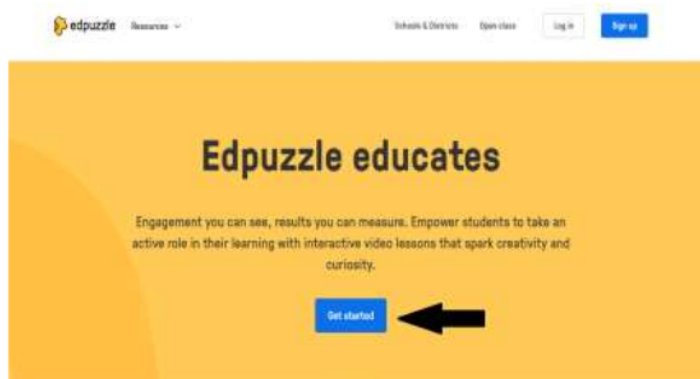 edpuzzle Resources Schools & Districts Open class Log in Sign up
Edpuzzle educates
Engagement you can see, results you can measure. Empower students to take an
active role in their learning with interactive video lessons that spark creativity and
curiosity.
Get started